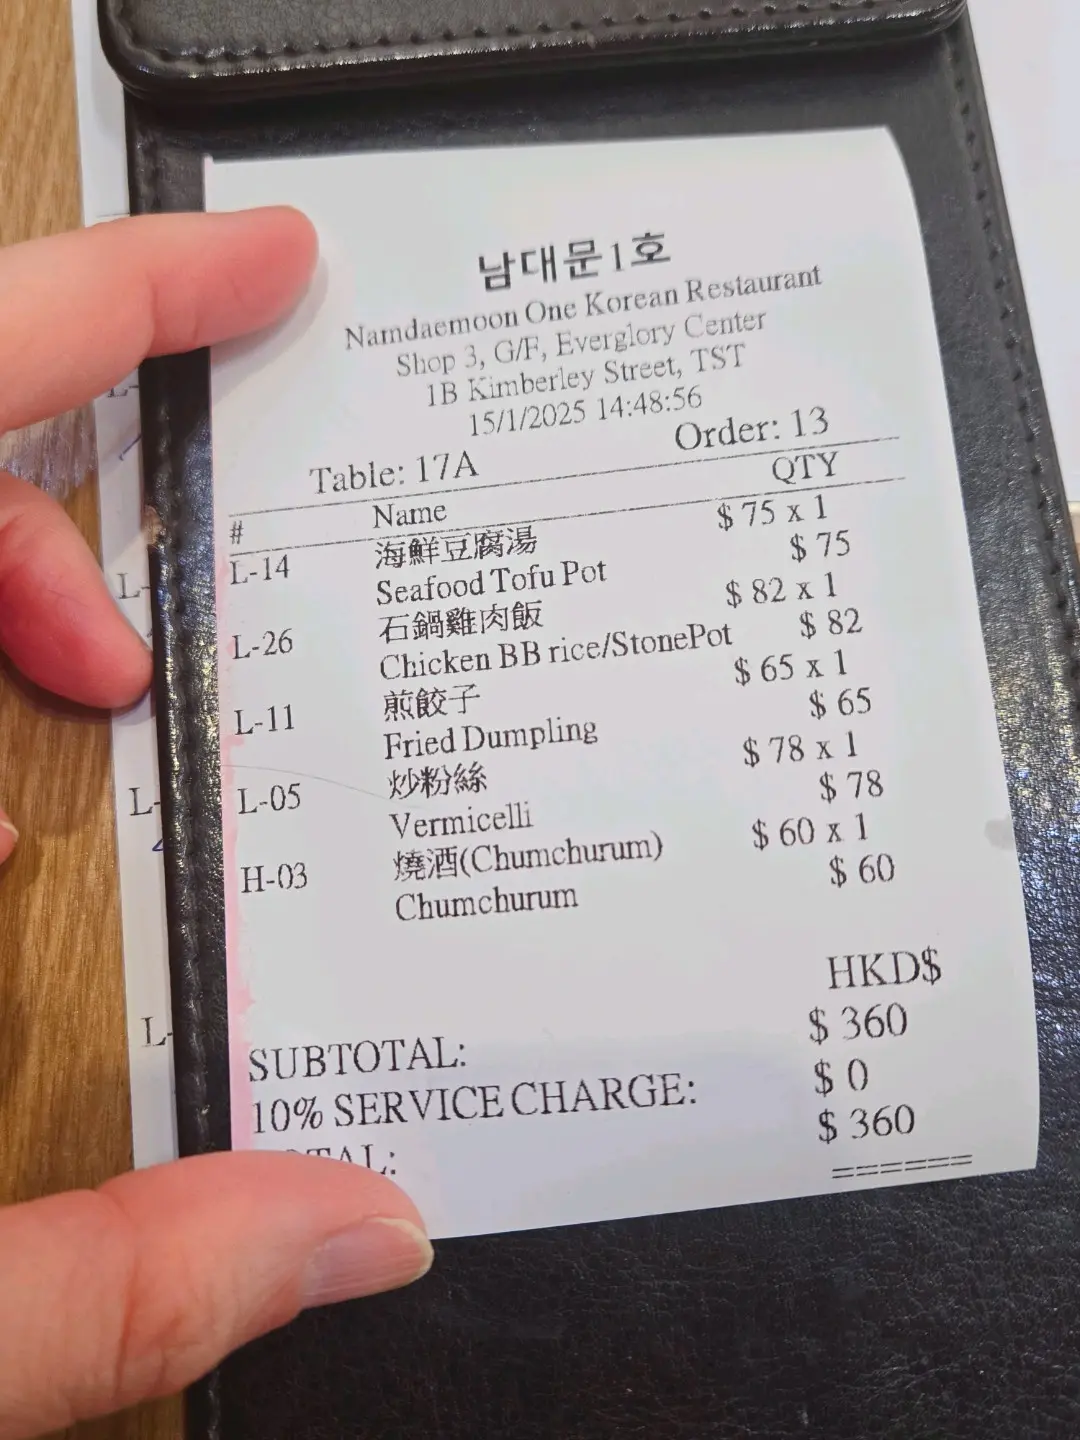 남대문1호
Namdaemoon One Korean Restaurant
Shop 3, G/F, Everglory Center
1B Kimberley Street, TST
15/1/2025 14:48:56
Table: 17A Order: 13
# Name QTY
L-14 海鮮豆腐湯 $ 75 x 1
Seafood Tofu Pot $ 75
L-26 石鍋雞肉飯 $ 82 x 1
Chicken BB rice/StonePot $ 82
L-11 煎餃子 $ 65 x 1
Fried Dumpling $ 65
L-05 炒粉絲 $ 78 x 1
Vermicelli $ 78
H-03 燒酒(Chumchurum) $ 60 x 1
Chumchurum $ 60
HKD$
SUBTOTAL: $ 360
10% SERVICE CHARGE: $ 0
$ 360
======